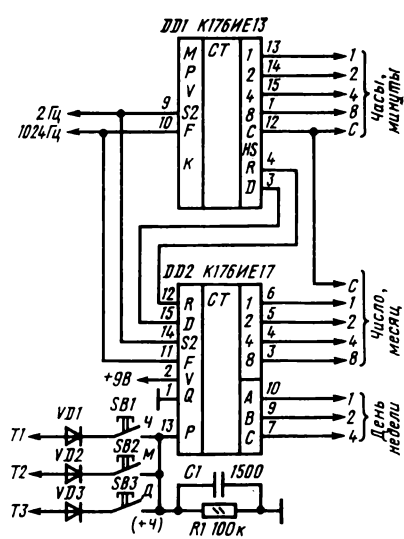 DD1 К176ИЕ13
M CT 1 13 1
P 2 14 2
V 4 15 4
2Гц 9 S2 8 1 8
1024Гц 10 F C 12 C
HS
K R 4
D 3
Часы, минуты
C
DD2 К176ИЕ17
12 R CT 1 6 1
15 D 2 5 2
14 S2 4 4 4
11 F 8 3 8
Число, месяц
+9В 2 V
1 Q A 10 1
B 9 2
13 P C 7 4
День недели
T1 VD1 SB1 Ч
T2 VD2 SB2 М
T3 VD3 SB3 Д
(+Ч)
C1 1500
R1 100к